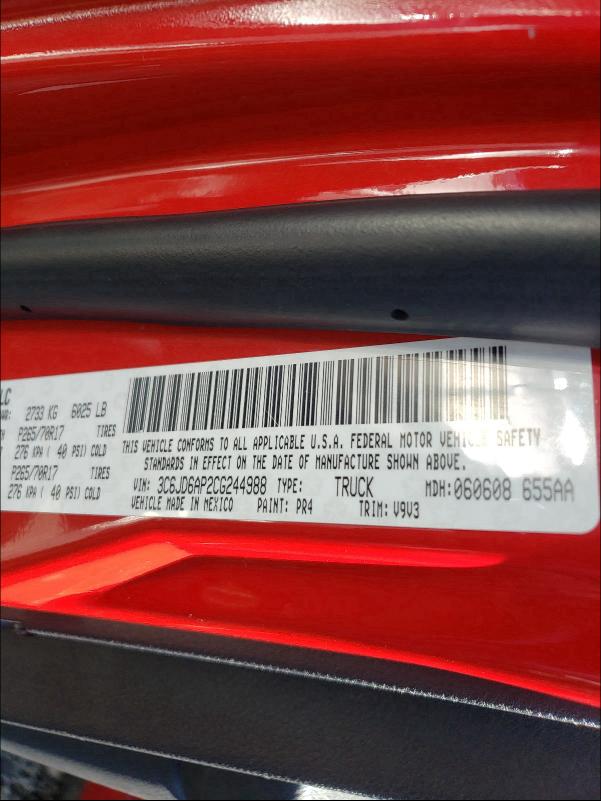 LC
2733 KG 6025 LB
P265/70R17 TIRES
276 KPA ( 40 PSI) COLD
P265/70R17 TIRES
276 KPA ( 40 PSI) COLD
THIS VEHICLE CONFORMS TO ALL APPLICABLE U.S.A. FEDERAL MOTOR VEHICLE SAFETY
STANDARDS IN EFFECT ON THE DATE OF MANUFACTURE SHOWN ABOVE.
VIN: 3C6JD6AP2CG244988 TYPE: TRUCK MDH:060608 655AA
VEHICLE MADE IN MEXICO PAINT: PR4 TRIM: V9V3